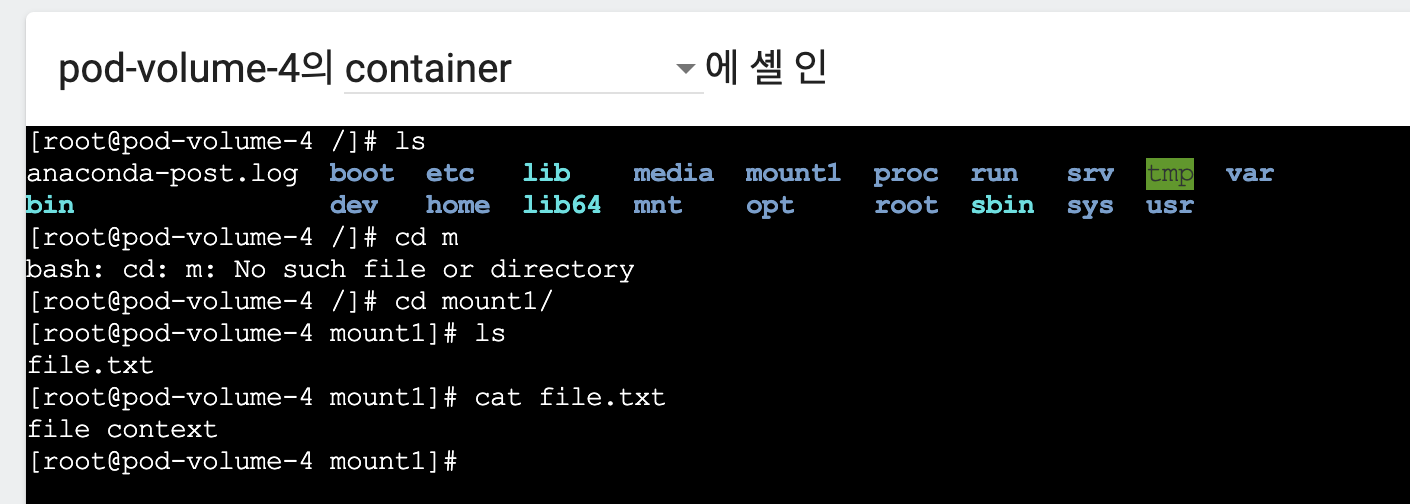 pod-volume-4의 container 에 셸 인
[root@pod-volume-4 /]# ls
anaconda-post.log  boot  etc   lib    media  mount1  proc  run   srv  tmp  var
bin                dev   home  lib64  mnt    opt     root  sbin  sys  usr
[root@pod-volume-4 /]# cd m
bash: cd: m: No such file or directory
[root@pod-volume-4 /]# cd mount1/
[root@pod-volume-4 mount1]# ls
file.txt
[root@pod-volume-4 mount1]# cat file.txt
file context
[root@pod-volume-4 mount1]#